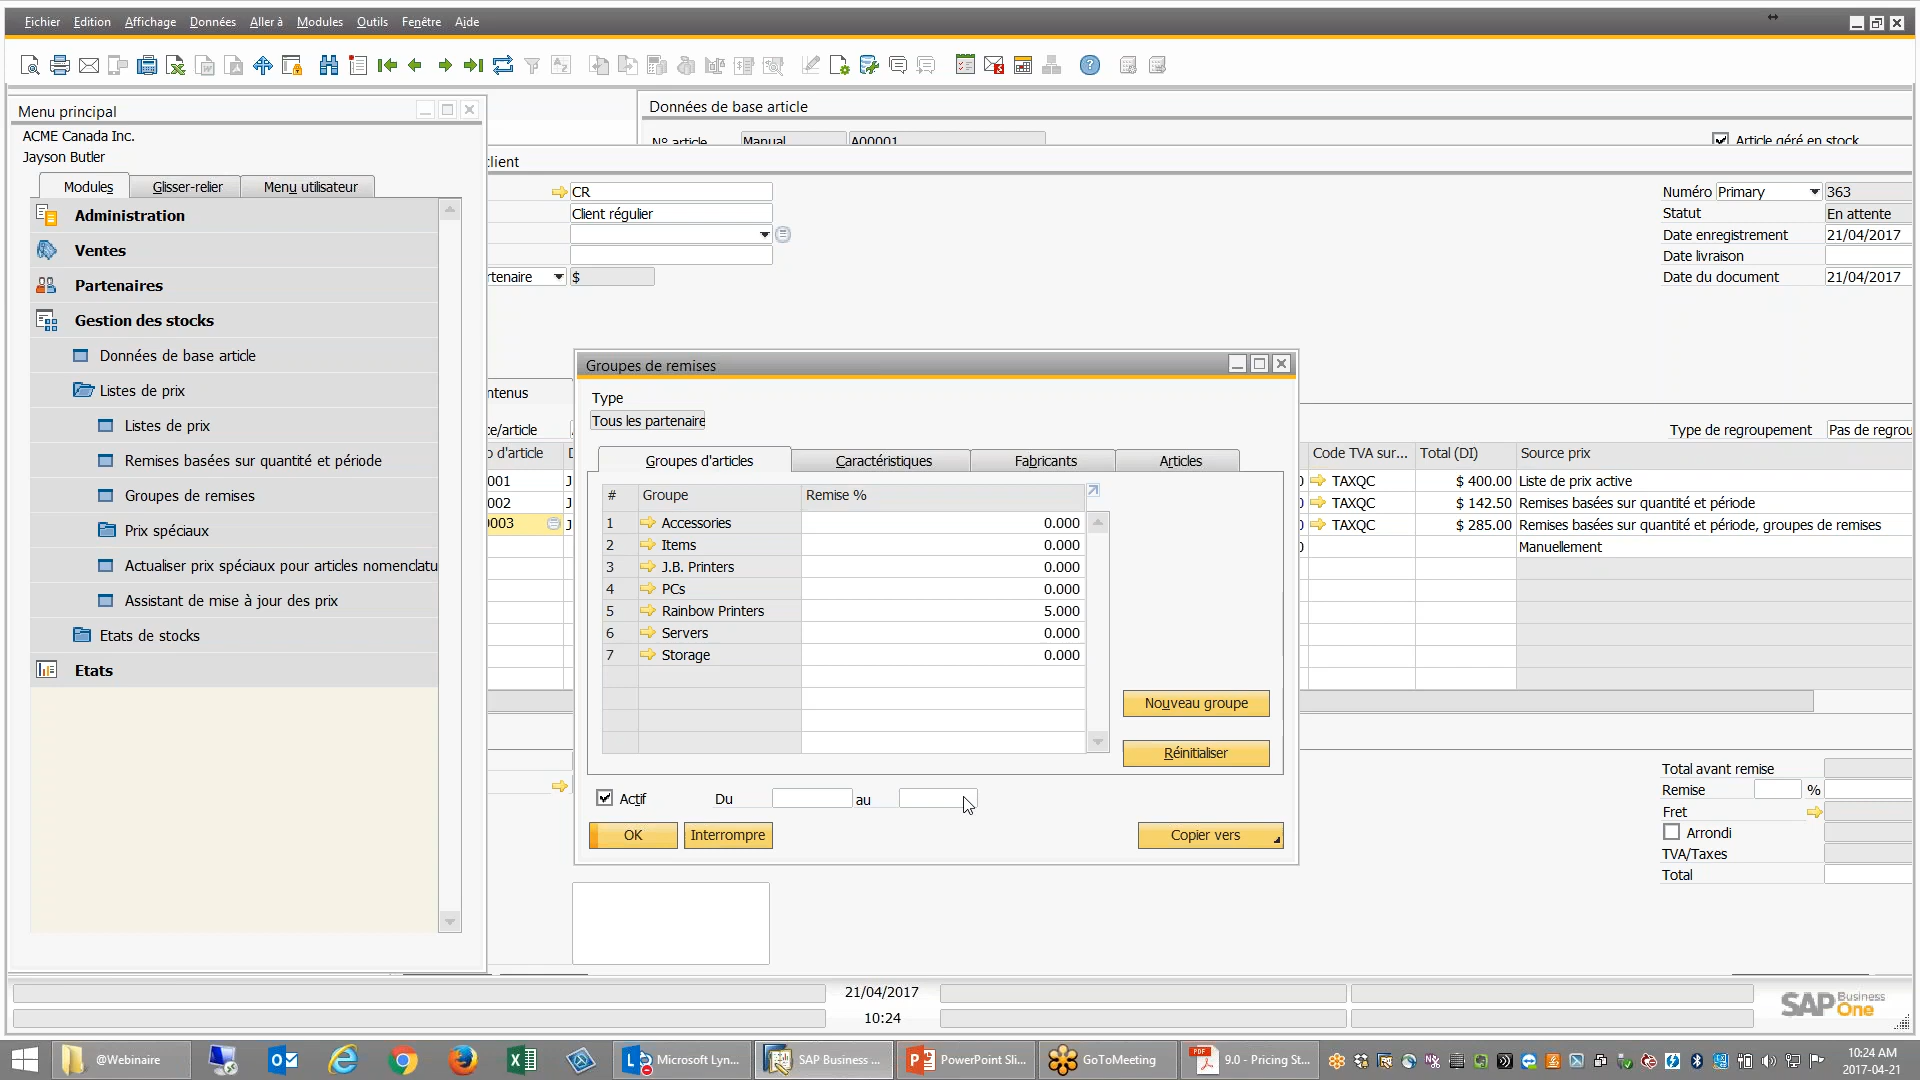 Fichier Edition Affichage Données Aller à Modules Outils Fenêtre Aide
Menu principal
ACME Canada Inc.
Jayson Butler
Modules Glisser-relier Menu utilisateur
Administration
Ventes
Partenaires
Gestion des stocks
Données de base article
Listes de prix
Listes de prix
Remises basées sur quantité et période
Groupes de remises
Prix spéciaux
Actualiser prix spéciaux pour articles nomenclatu
Assistant de mise à jour des prix
Etats de stocks
Etats
Données de base article
N° article Manual A00001 Article géré en stock
client
CR
Client régulier
rtenaire $
Numéro Primary 363
Statut En attente
Date enregistrement 21/04/2017
Date livraison
Date du document 21/04/2017
ntenus
ce/article
Type de regroupement Pas de regrou
o d'article D Code TVA sur... Total (DI) Source prix
001 J TAXQC $ 400.00 Liste de prix active
002 J TAXQC $ 142.50 Remises basées sur quantité et période
0003 J TAXQC $ 285.00 Remises basées sur quantité et période, groupes de remises
Manuellement
Groupes de remises
Type
Tous les partenaire
Groupes d'articles Caractéristiques Fabricants Articles
# Groupe Remise %
1 Accessories 0.000
2 Items 0.000
3 J.B. Printers 0.000
4 PCs 0.000
5 Rainbow Printers 5.000
6 Servers 0.000
7 Storage 0.000
Nouveau groupe
Réinitialiser
Actif Du au
OK Interrompre Copier vers
Total avant remise
Remise %
Fret
Arrondi
TVA/Taxes
Total
21/04/2017
10:24
SAP Business One
@Webinaire Microsoft Lyn... SAP Business ... PowerPoint Sli... GoToMeeting 9.0 - Pricing St...
10:24 AM
2017-04-21